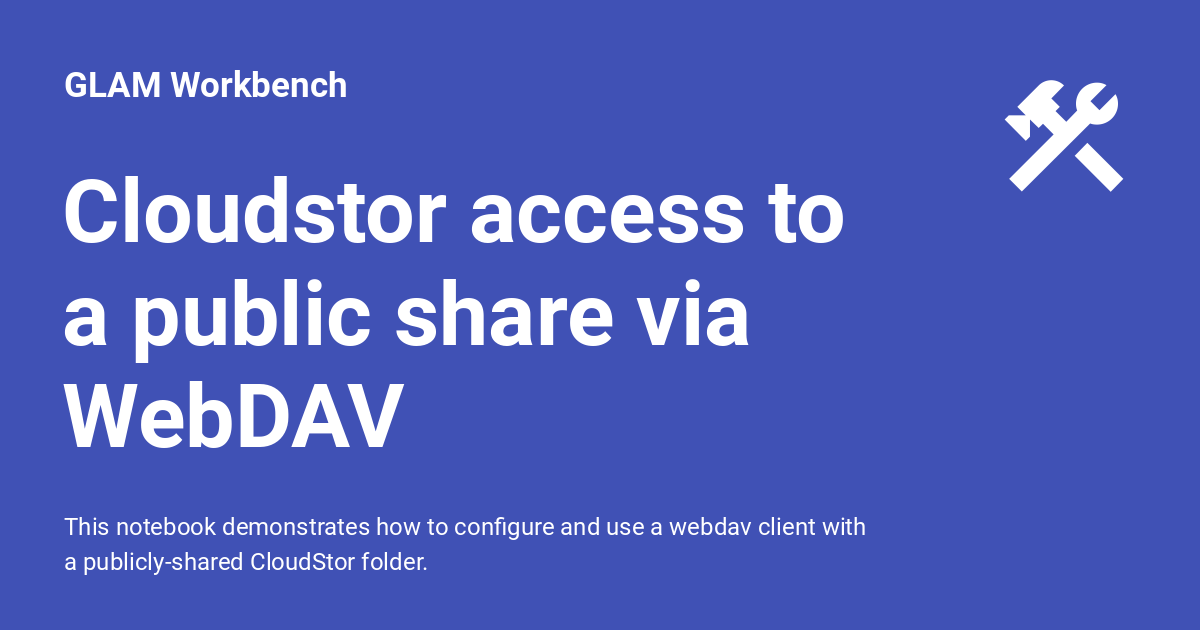 GLAM Workbench
Cloudstor access to
a public share via
WebDAV
This notebook demonstrates how to configure and use a webdav client with
a publicly-shared CloudStor folder.